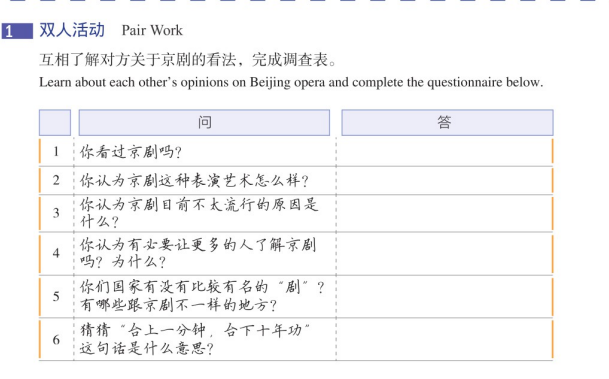 1 双人活动 Pair Work
互相了解对方关于京剧的看法，完成调查表。
Learn about each other's opinions on Beijing opera and complete the questionnaire below.
问 答
1 你看过京剧吗？
2 你认为京剧这种表演艺术怎么样？
3 你认为京剧目前不太流行的原因是
什么？
4 你认为有必要让更多的人了解京剧
吗？为什么？
5 你们国家有没有比较有名的“剧”？
有哪些跟京剧不一样的地方？
6 猜猜“台上一分钟，台下十年功”
这句话是什么意思？